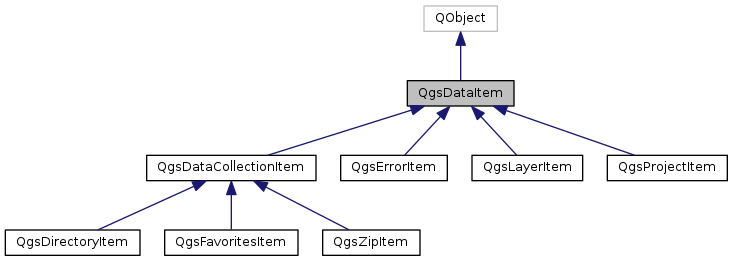 QObject
QgsDataItem
QgsDataCollectionItem
QgsErrorItem
QgsLayerItem
QgsProjectItem
QgsDirectoryItem
QgsFavoritesItem
QgsZipItem